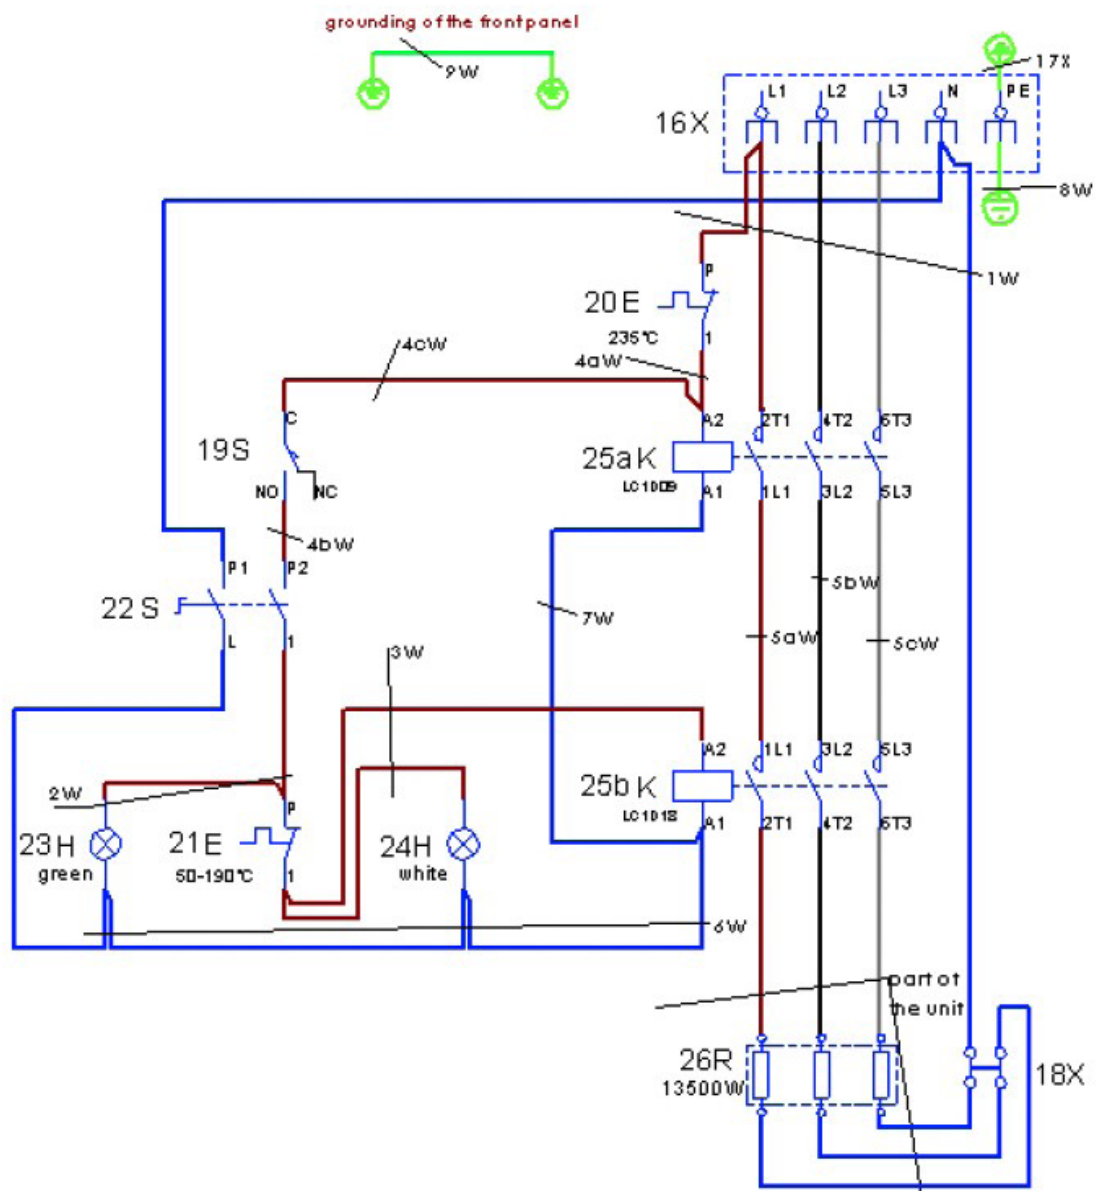 grounding of the front panel
9W
17X
L1 L2 L3 N PE
16X
8W
1W
P
20E
235°C
1
4cW
4aW
C
19S
NO NC
A2 2T1 4T2 6T3
25aK
LC1D09
A1 1L1 3L2 5L3
4bW
P1 P2
22S
L 1
5bW
7W
5aW 5cW
3W
A2 1L1 3L2 5L3
25bK
LC1D18
A1 2T1 4T2 6T3
2W
P
23H
green
21E
50-190°C
1
24H
white
6W
part of
the unit
26R
13500W
18X